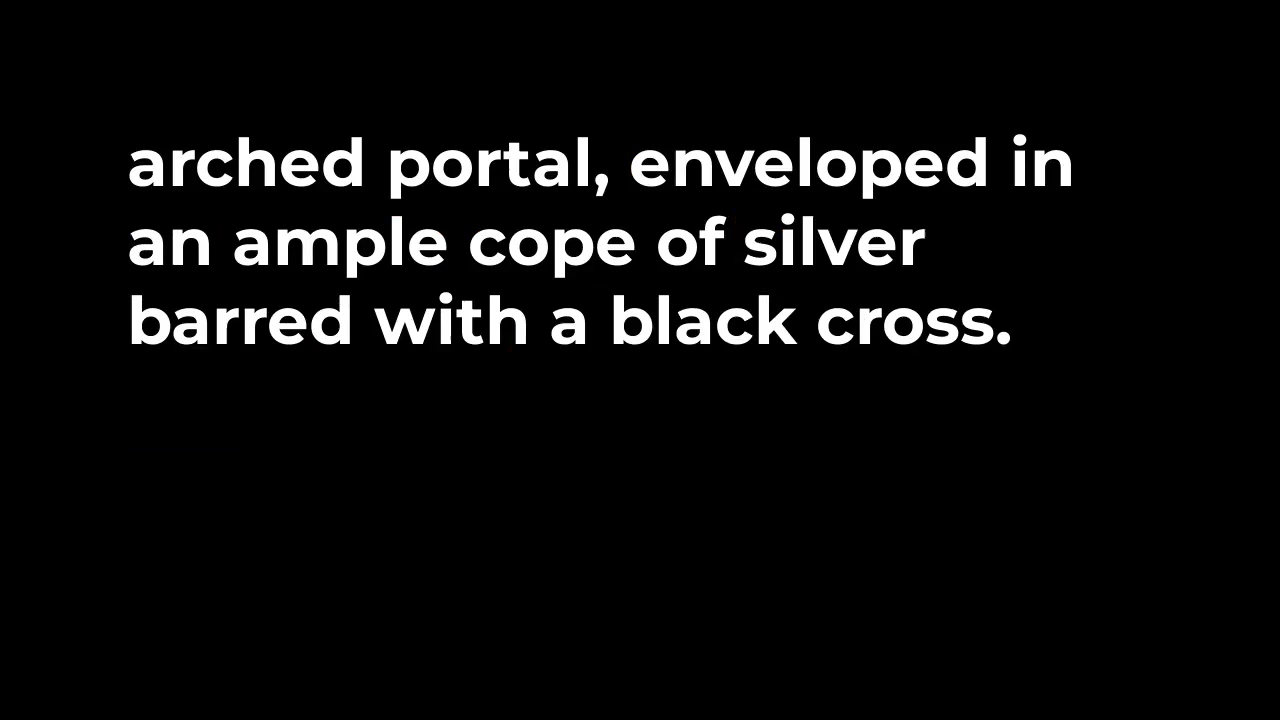 arched portal, enveloped in
an ample cope of silver
barred with a black cross.